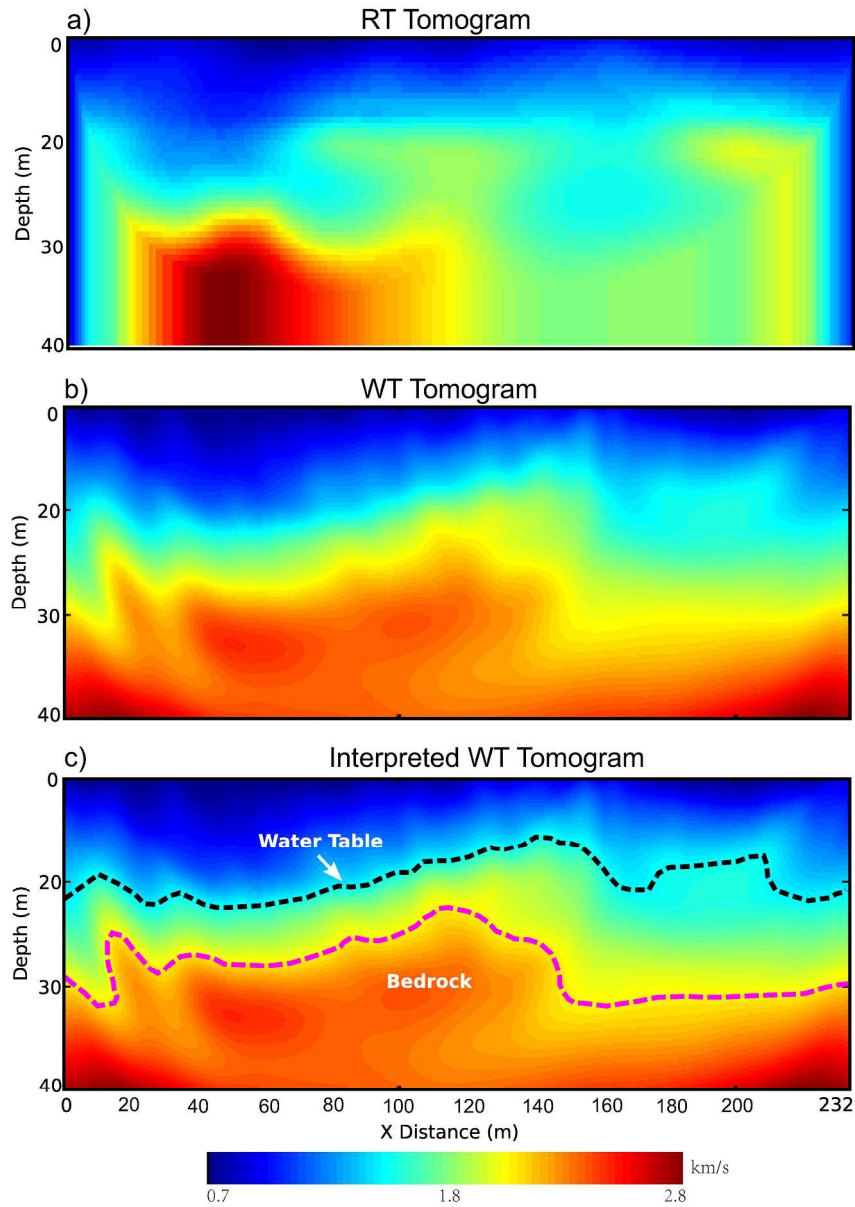 a) RT Tomogram
0
20
30
40
Depth (m)
b) WT Tomogram
0
20
30
40
Depth (m)
c) Interpreted WT Tomogram
0
20
30
40
Depth (m)
Water Table
Bedrock
0 20 40 60 80 100 120 140 160 180 200 232
X Distance (m)
km/s
0.7 1.8 2.8